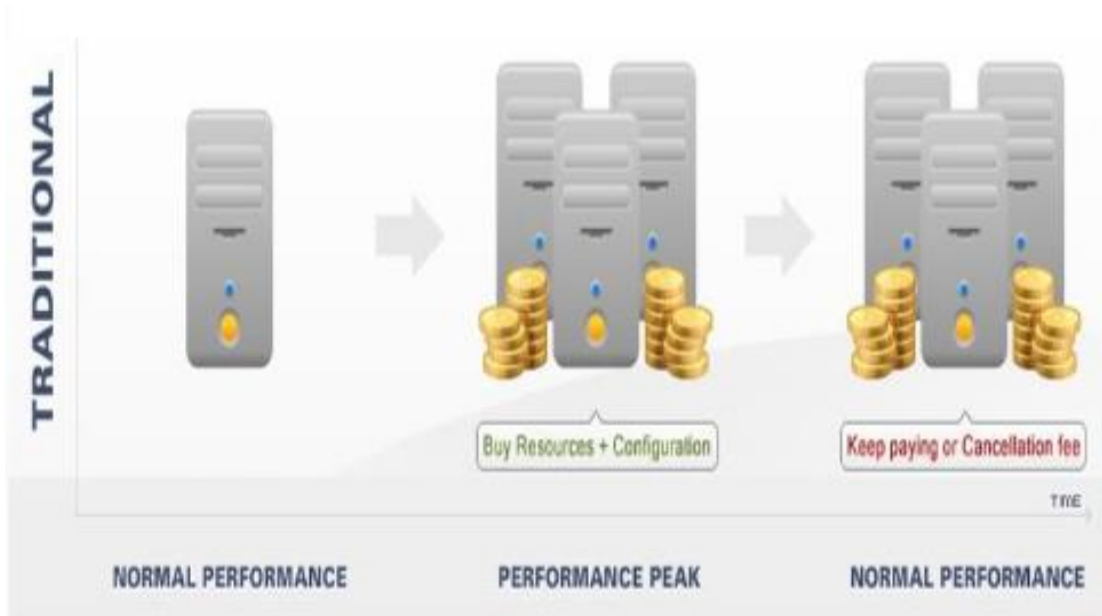 TRADITIONAL
Buy Resources + Configuration
Keep paying or Cancellation fee
TIME
NORMAL PERFORMANCE
PERFORMANCE PEAK
NORMAL PERFORMANCE